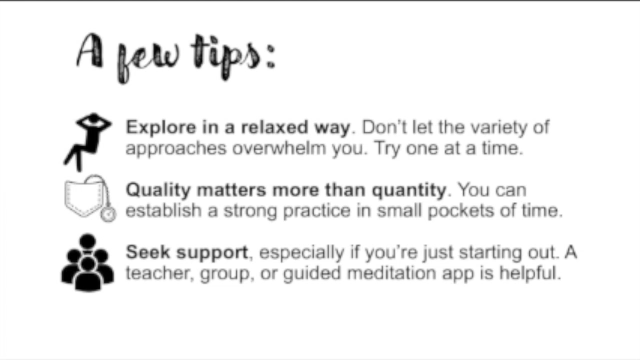 A few tips:
Explore in a relaxed way. Don't let the variety of
approaches overwhelm you. Try one at a time.
Quality matters more than quantity. You can
establish a strong practice in small pockets of time.
Seek support, especially if you're just starting out. A
teacher, group, or guided meditation app is helpful.